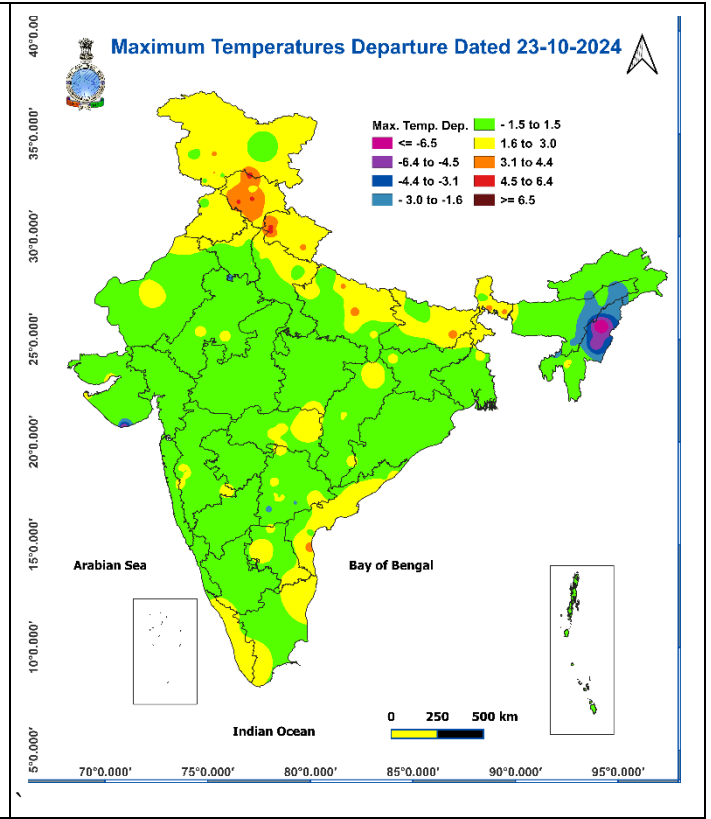 Maximum Temperatures Departure Dated 23-10-2024
Max. Temp. Dep.
<= -6.5
-6.4 to -4.5
-4.4 to -3.1
- 3.0 to -1.6
- 1.5 to 1.5
1.6 to 3.0
3.1 to 4.4
4.5 to 6.4
>= 6.5
40°0.00
35°0.000'
30°0.000'
25°0.000'
20°0.000'
15°0.000'
10°0.000'
5°0.000'
Arabian Sea
Bay of Bengal
Indian Ocean
0 250 500 km
70°0.000' 75°0.000' 80°0.000' 85°0.000' 90°0.000' 95°0.000'
`